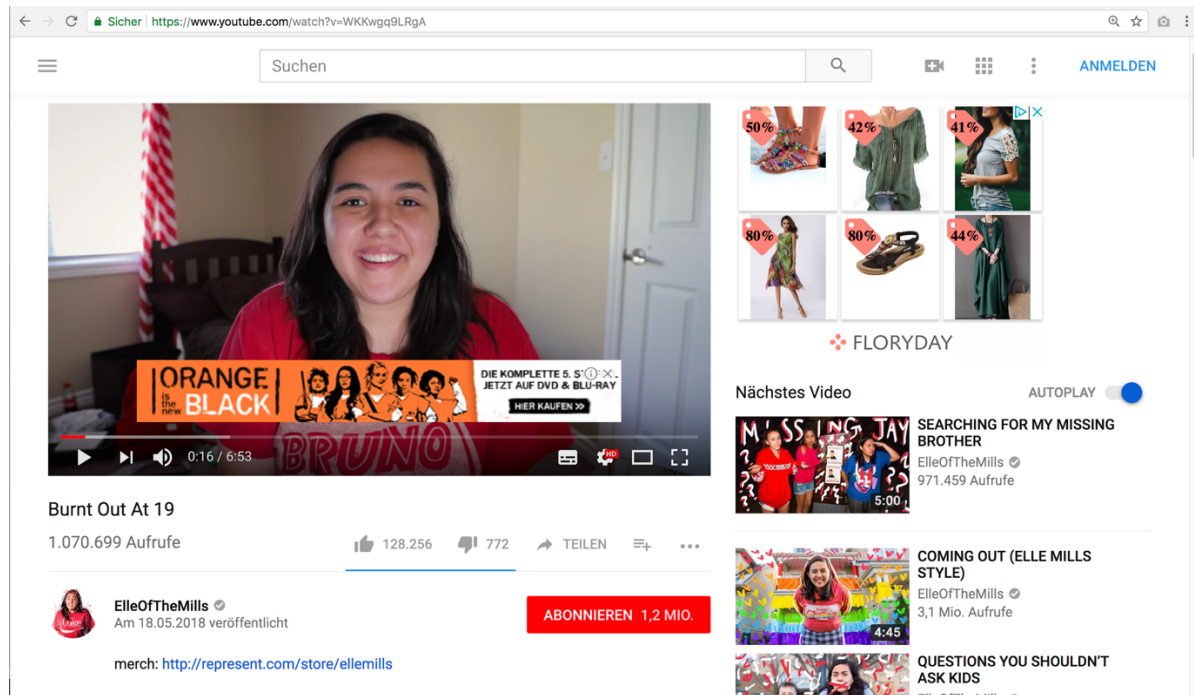 Sicher https://www.youtube.com/watch?v=WKKwgq9LRgA
Suchen
ANMELDEN
ORANGE
is the new BLACK
DIE KOMPLETTE 5.
JETZT AUF DVD & BLU-RAY
HIER KAUFEN >>
BRUNO
0:16 / 6:53
HD
Burnt Out At 19
1.070.699 Aufrufe
128.256
772
TEILEN
ElleOfTheMills
Am 18.05.2018 veröffentlicht
ABONNIEREN 1,2 MIO.
merch: http://represent.com/store/ellemills
50%
42%
41%
80%
80%
44%
FLORYDAY
Nächstes Video
AUTOPLAY
M SS NG JAY
5:00
SEARCHING FOR MY MISSING
BROTHER
ElleOfTheMills
971.459 Aufrufe
4:45
COMING OUT (ELLE MILLS
STYLE)
ElleOfTheMills
3,1 Mio. Aufrufe
QUESTIONS YOU SHOULDN'T
ASK KIDS